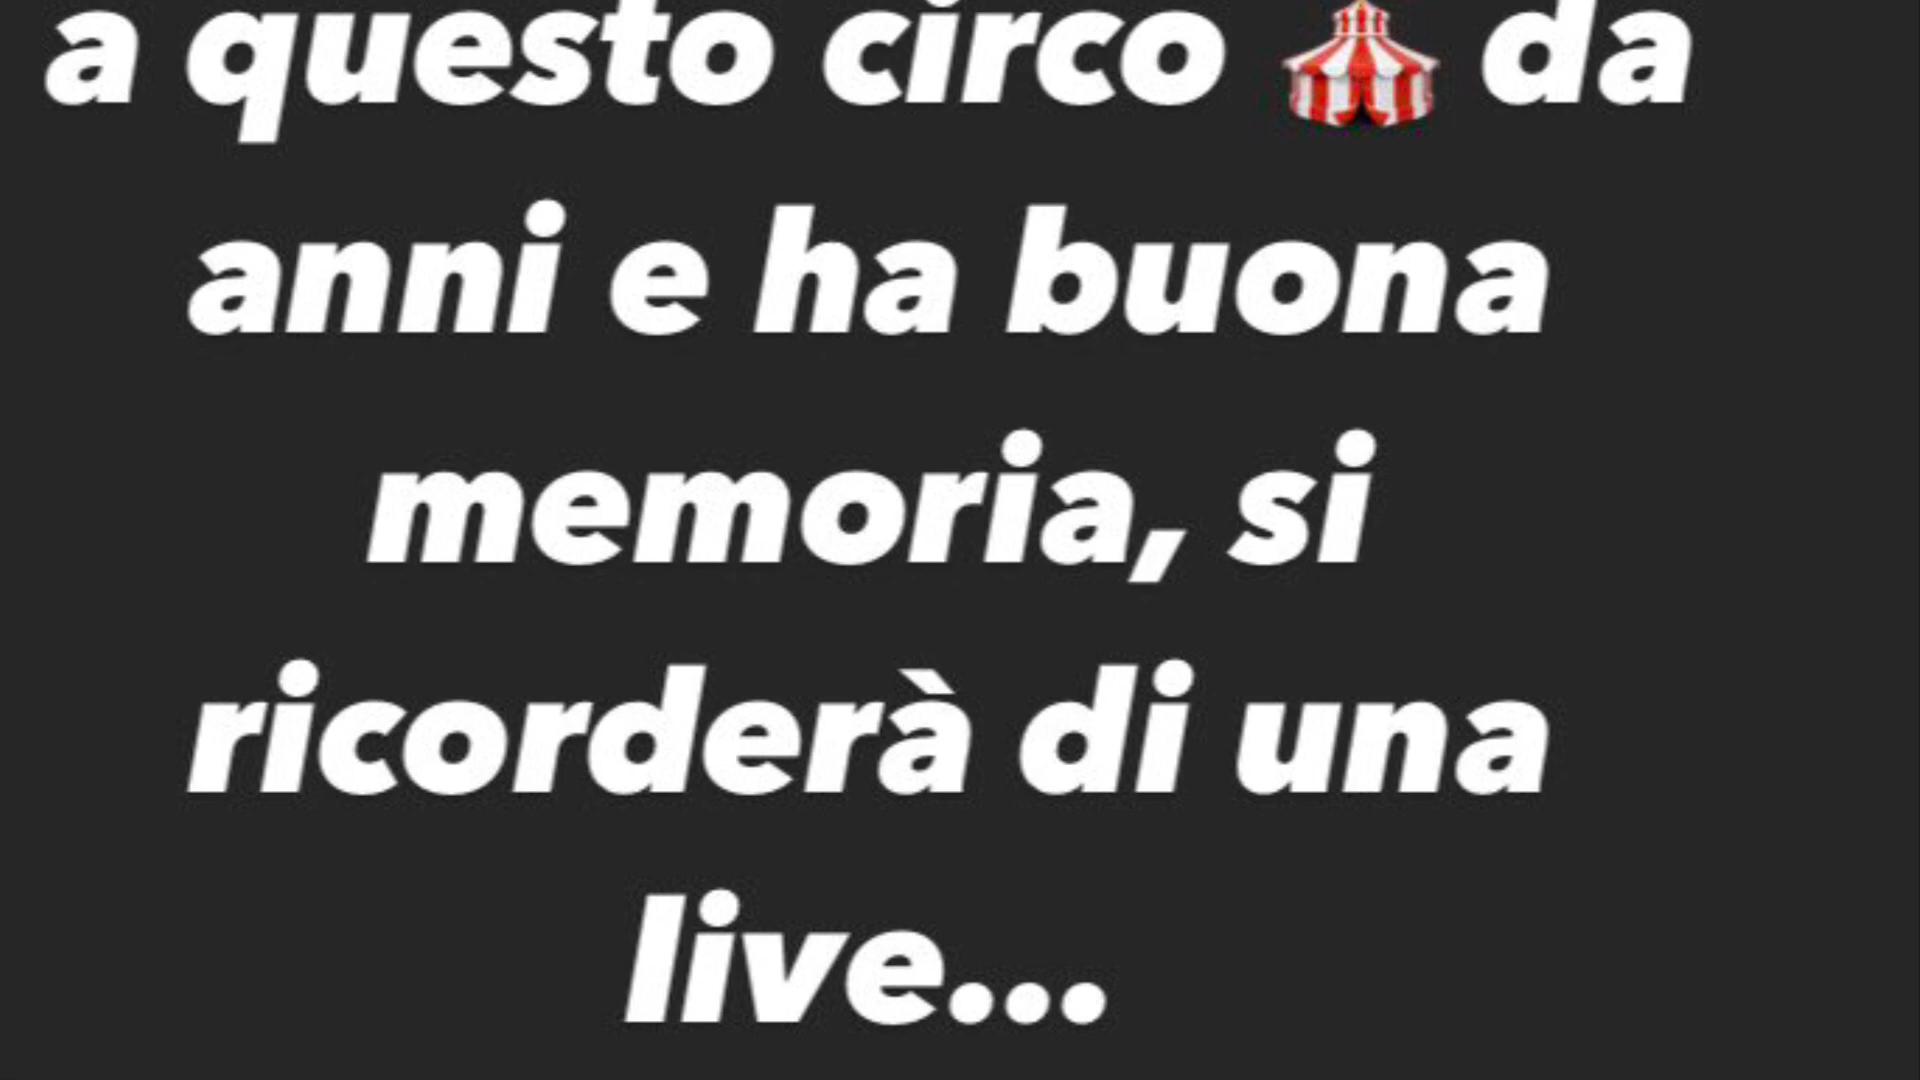 a questo circo 🎪 da
anni e ha buona
memoria, si
ricorderà di una
live...